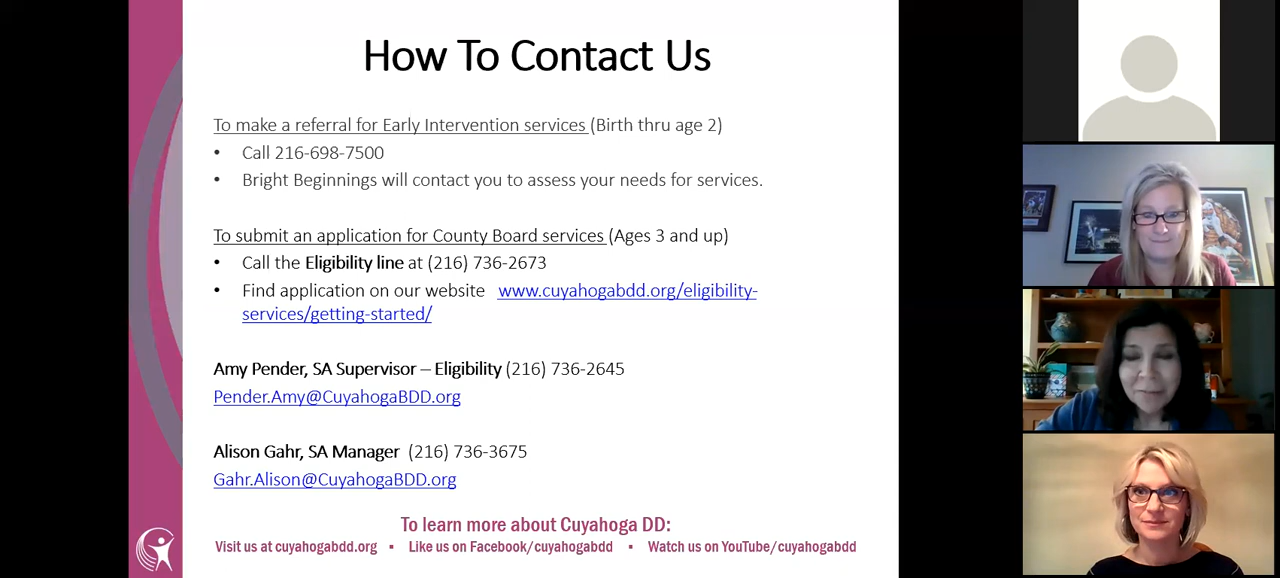 How To Contact Us
To make a referral for Early Intervention services (Birth thru age 2)
• Call 216-698-7500
• Bright Beginnings will contact you to assess your needs for services.
To submit an application for County Board services (Ages 3 and up)
• Call the Eligibility line at (216) 736-2673
• Find application on our website www.cuyahogabdd.org/eligibility-
services/getting-started/
Amy Pender, SA Supervisor – Eligibility (216) 736-2645
Pender.Amy@CuyahogaBDD.org
Alison Gahr, SA Manager (216) 736-3675
Gahr.Alison@CuyahogaBDD.org
To learn more about Cuyahoga DD:
Visit us at cuyahogabdd.org ▪ Like us on Facebook/cuyahogabdd ▪ Watch us on YouTube/cuyahogabdd